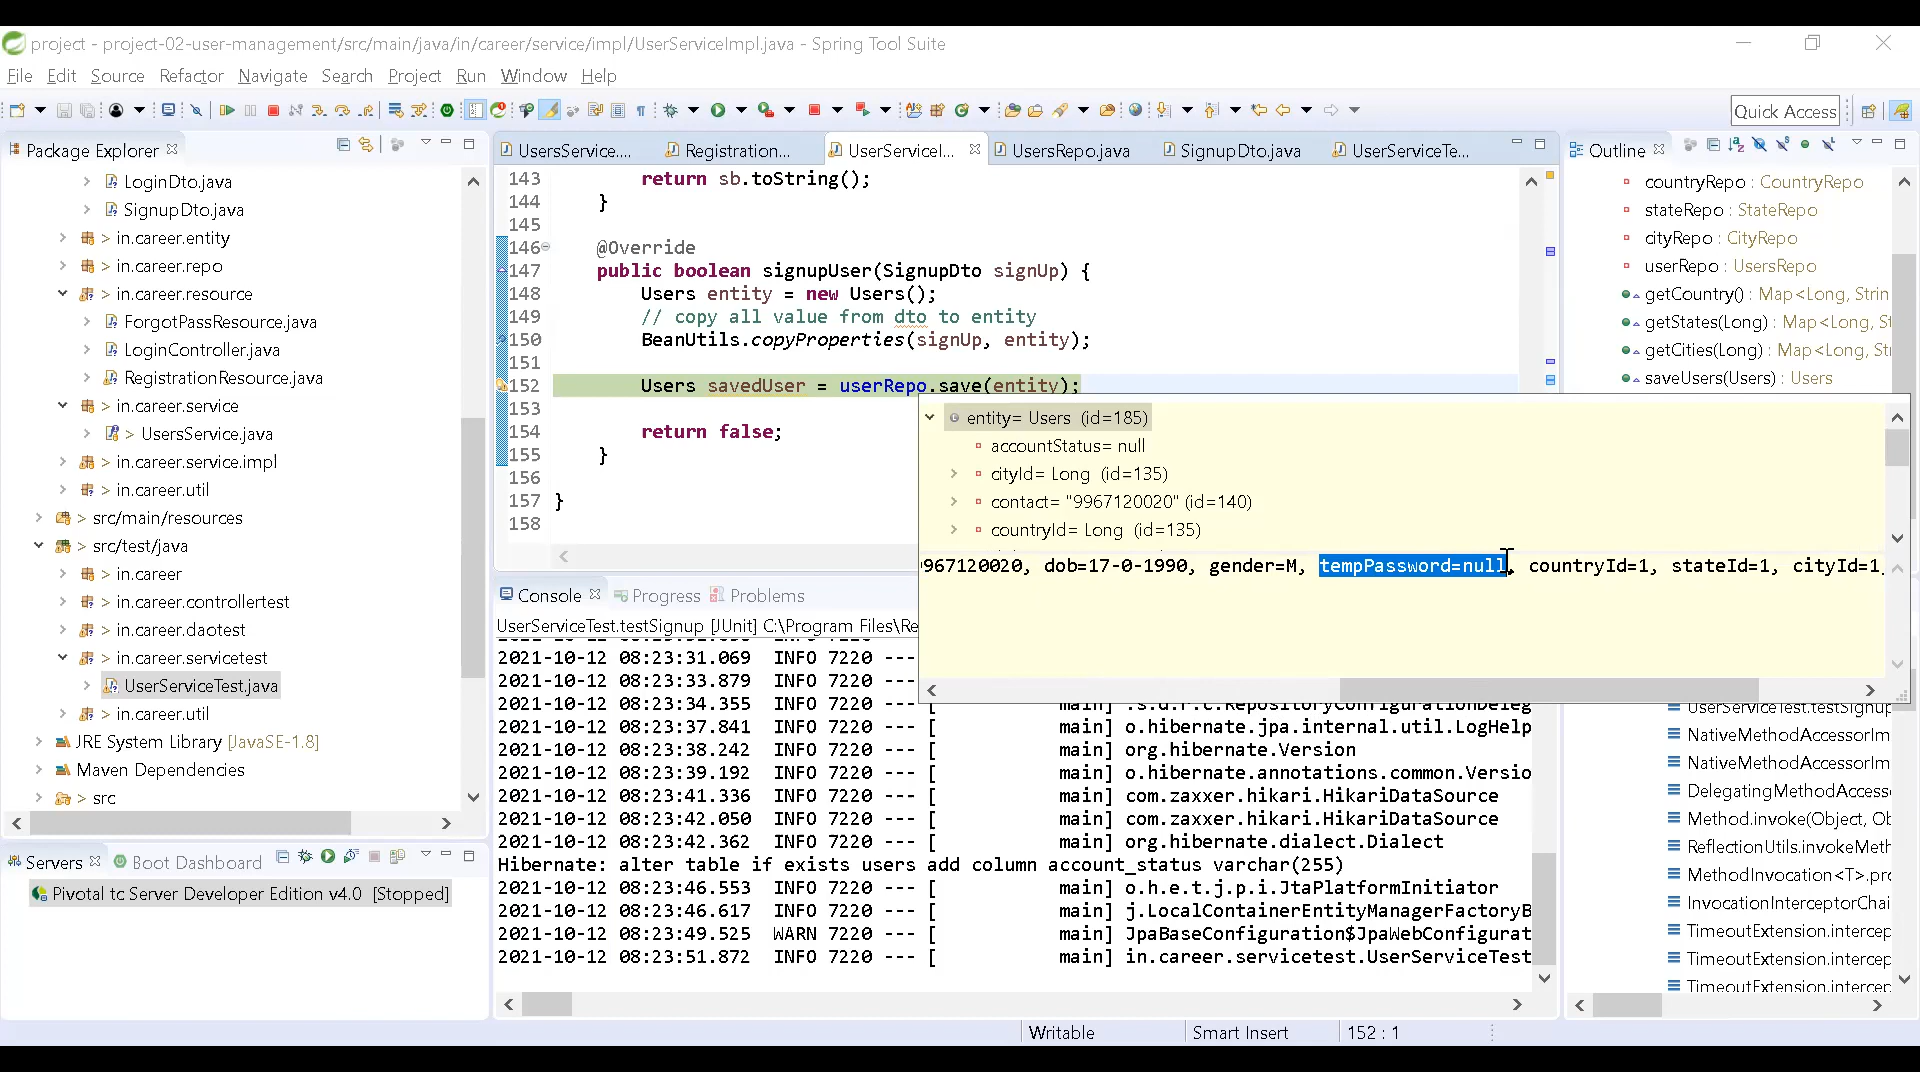 project - project-02-user-management/src/main/java/in/career/service/impl/UserServiceImpl.java - Spring Tool Suite
File Edit Source Refactor Navigate Search Project Run Window Help
Quick Access
Package Explorer
LoginDto.java
SignupDto.java
> in.career.entity
> in.career.repo
> in.career.resource
ForgotPassResource.java
LoginController.java
RegistrationResource.java
> in.career.service
> UsersService.java
> in.career.service.impl
> in.career.util
> src/main/resources
> src/test/java
> in.career
> in.career.controllertest
> in.career.daotest
> in.career.servicetest
UserServiceTest.java
> in.career.util
JRE System Library [JavaSE-1.8]
Maven Dependencies
> src
Servers
Boot Dashboard
Pivotal tc Server Developer Edition v4.0 [Stopped]
UsersService.... Registration... UserServiceI... UsersRepo.java SignupDto.java UserServiceTe...
143 return sb.toString();
144 }
145
146 @Override
147 public boolean signupUser(SignupDto signUp) {
148 Users entity = new Users();
149 // copy all value from dto to entity
150 BeanUtils.copyProperties(signUp, entity);
151
152 Users savedUser = userRepo.save(entity);
153
154 return false;
155 }
156
157 }
158
entity= Users (id=185)
accountStatus= null
cityId= Long (id=135)
contact= "9967120020" (id=140)
countryId= Long (id=135)
967120020, dob=17-0-1990, gender=M, tempPassword=null, countryId=1, stateId=1, cityId=1,
Console Progress Problems
UserServiceTest.testSignup [JUnit] C:\Program Files\Re
2021-10-12 08:23:31.069 INFO 7220 ---
2021-10-12 08:23:33.879 INFO 7220 ---
2021-10-12 08:23:34.355 INFO 7220 --- [ main] .s.d.r.c.RepositoryConfigurationDeleg
2021-10-12 08:23:37.841 INFO 7220 --- [ main] o.hibernate.jpa.internal.util.LogHelp
2021-10-12 08:23:38.242 INFO 7220 --- [ main] org.hibernate.Version
2021-10-12 08:23:39.192 INFO 7220 --- [ main] o.hibernate.annotations.common.Versio
2021-10-12 08:23:41.336 INFO 7220 --- [ main] com.zaxxer.hikari.HikariDataSource
2021-10-12 08:23:42.050 INFO 7220 --- [ main] com.zaxxer.hikari.HikariDataSource
2021-10-12 08:23:42.362 INFO 7220 --- [ main] org.hibernate.dialect.Dialect
Hibernate: alter table if exists users add column account_status varchar(255)
2021-10-12 08:23:46.553 INFO 7220 --- [ main] o.h.e.t.j.p.i.JtaPlatformInitiator
2021-10-12 08:23:46.617 INFO 7220 --- [ main] j.LocalContainerEntityManagerFactoryB
2021-10-12 08:23:49.525 WARN 7220 --- [ main] JpaBaseConfiguration$JpaWebConfigurat
2021-10-12 08:23:51.872 INFO 7220 --- [ main] in.career.servicetest.UserServiceTest
Outline
countryRepo : CountryRepo
stateRepo : StateRepo
cityRepo : CityRepo
userRepo : UsersRepo
getCountry() : Map<Long, Strin
getStates(Long) : Map<Long, St
getCities(Long) : Map<Long, Stri
saveUsers(Users) : Users
UserServiceTest.testSignup
NativeMethodAccessorIm
NativeMethodAccessorIm
DelegatingMethodAccess
Method.invoke(Object, Ob
ReflectionUtils.invokeMeth
MethodInvocation<T>.pro
InvocationInterceptorChai
TimeoutExtension.intercep
TimeoutExtension.intercep
TimeoutExtension.intercep
Writable Smart Insert 152 : 1